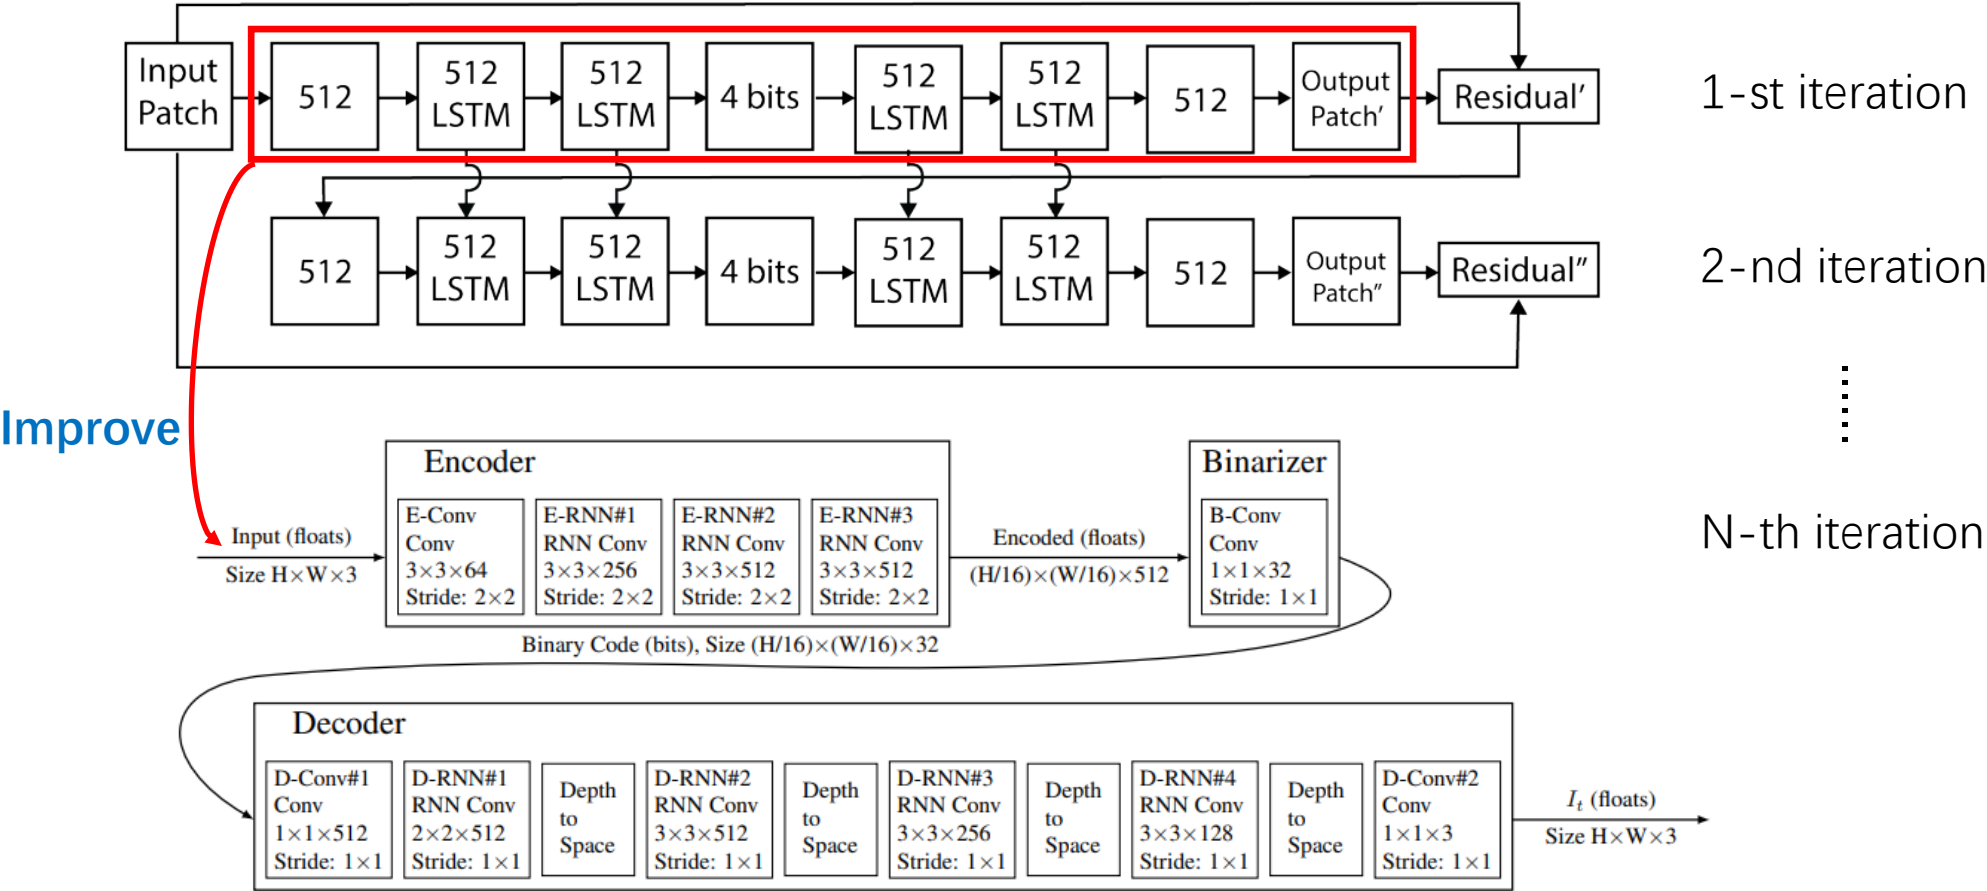 Input
Patch
512
512
LSTM
512
LSTM
4 bits
512
LSTM
512
LSTM
512
Output
Patch'
Residual'
1-st iteration
512
512
LSTM
512
LSTM
4 bits
512
LSTM
512
LSTM
512
Output
Patch"
Residual"
2-nd iteration
Improve
N-th iteration
Input (floats)
Size H×W×3
Encoder
E-Conv
Conv
3×3×64
Stride: 2×2
E-RNN#1
RNN Conv
3×3×256
Stride: 2×2
E-RNN#2
RNN Conv
3×3×512
Stride: 2×2
E-RNN#3
RNN Conv
3×3×512
Stride: 2×2
Encoded (floats)
(H/16)×(W/16)×512
Binarizer
B-Conv
Conv
1×1×32
Stride: 1×1
Binary Code (bits), Size (H/16)×(W/16)×32
Decoder
D-Conv#1
Conv
1×1×512
Stride: 1×1
D-RNN#1
RNN Conv
2×2×512
Stride: 1×1
Depth
to
Space
D-RNN#2
RNN Conv
3×3×512
Stride: 1×1
Depth
to
Space
D-RNN#3
RNN Conv
3×3×256
Stride: 1×1
Depth
to
Space
D-RNN#4
RNN Conv
3×3×128
Stride: 1×1
Depth
to
Space
D-Conv#2
Conv
1×1×3
Stride: 1×1
I_t (floats)
Size H×W×3